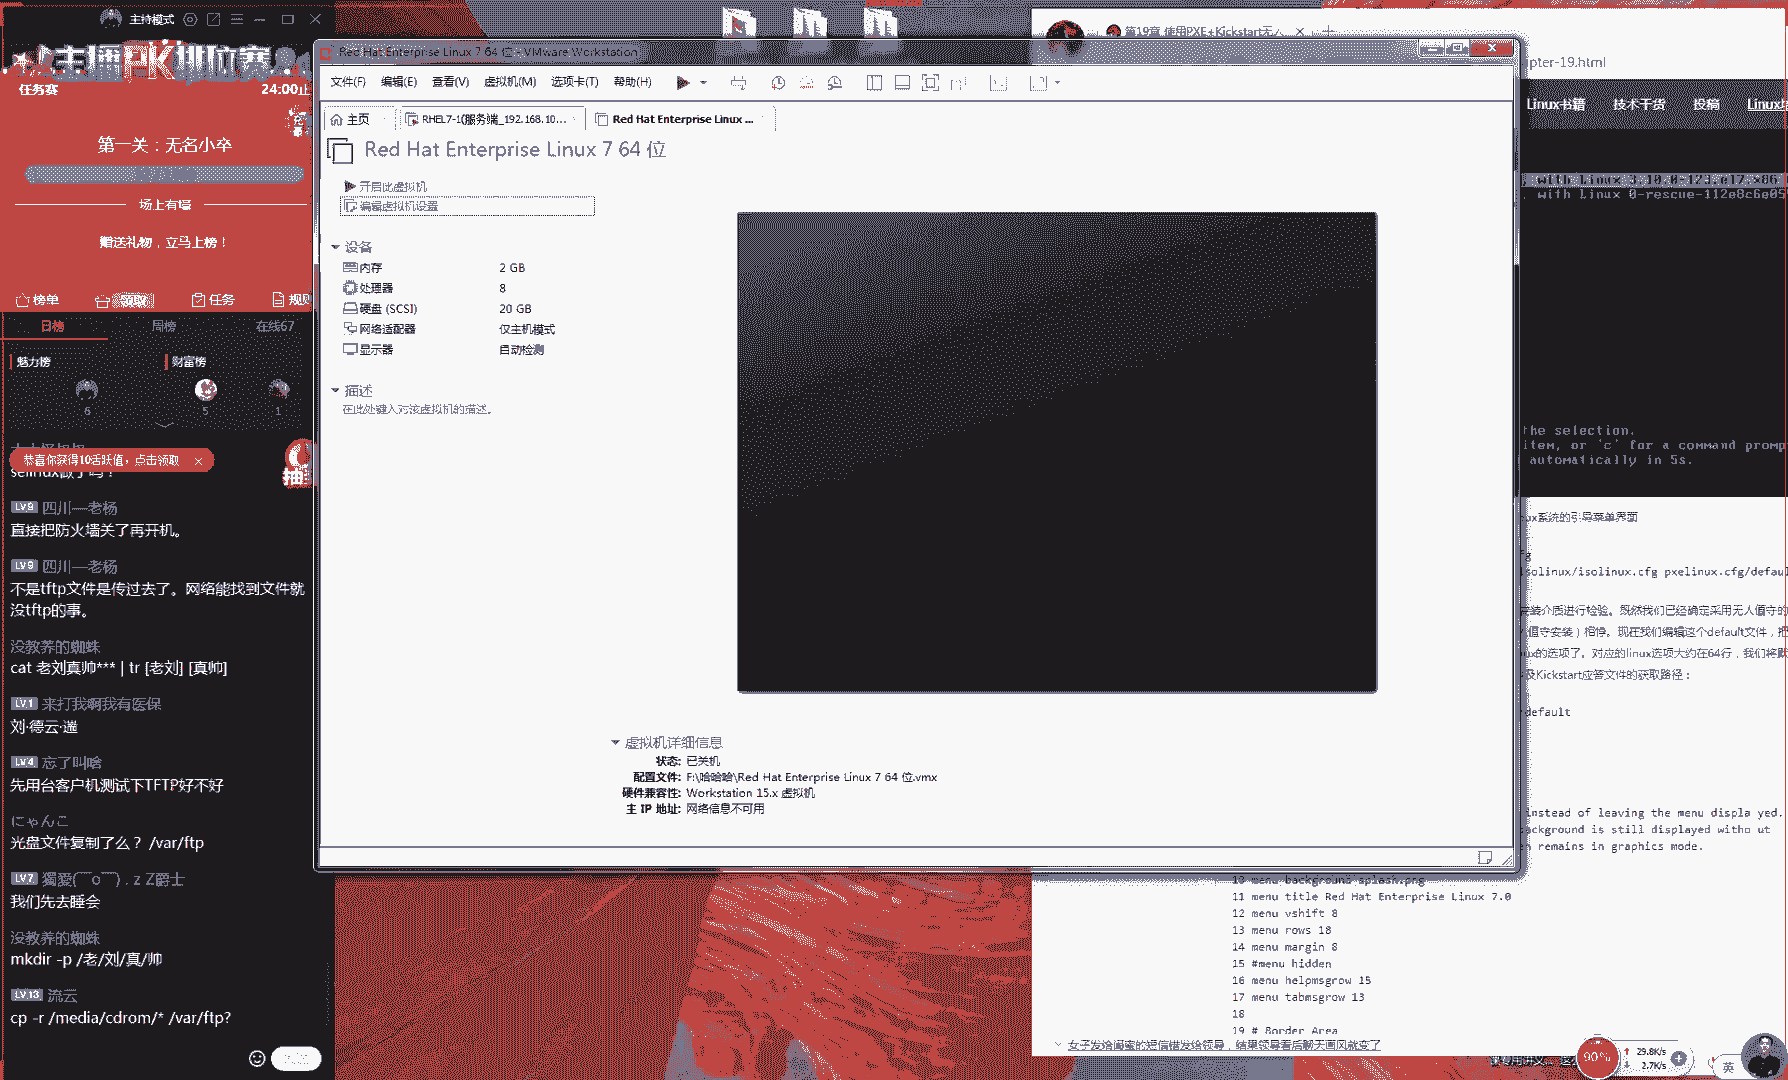 主持模式
主播PK排位赛
任务赛
24:00止
第一关：无名小卒
场上有喵
赠送礼物，立马上榜！
榜单
领取
任务
规则
日榜
周榜
在线67
魅力榜
财富榜
6
5
1
恭喜你获得10活跃值，点击领取
selinux做了吗？
LV9 四川—老杨
直接把防火墙关了再开机。
LV9 四川—老杨
不是tftp文件是传过去了。网络能找到文件就
没tftp的事。
没教养的蜘蛛
cat 老刘真帅*** | tr [老刘] [真帅]
LV1 来打我啊我有医保
刘·德云·遥
LV4 忘了叫啥
先用台客户机测试下TFTP好不好
にゃんこ
光盘文件复制了么？ /var/ftp
LV7
z Z爵士
我们先去睡会
没教养的蜘蛛
mkdir -p /老/刘/真/帅
LV13 流云
cp -r /media/cdrom/* /var/ftp?
Red Hat Enterprise Linux 7 64 位 - VMware Workstation
文件(F) 编辑(E) 查看(V) 虚拟机(M) 选项卡(T) 帮助(H)
主页
RHEL7-1(服务端_192.168.10...
Red Hat Enterprise Linux ...
Red Hat Enterprise Linux 7 64 位
开启此虚拟机
编辑虚拟机设置
设备
内存 2 GB
处理器 8
硬盘 (SCSI) 20 GB
网络适配器 仅主机模式
显示器 自动检测
描述
在此处键入对该虚拟机的描述。
虚拟机详细信息
状态: 已关机
配置文件: F:\哈哈哈\Red Hat Enterprise Linux 7 64 位.vmx
硬件兼容性: Workstation 15.x 虚拟机
主 IP 地址: 网络信息不可用
第19章 使用PXE+Kickstart无人...
pter-19.html
Linux书籍
技术干货
投稿
Linux
with Linux 3.10.0-123.el7.x86
with Linux 0-rescue-112e8c6e05
the selection.
item, or 'c' for a command promp
automatically in 5s.
ux系统的引导菜单界面
fg
solinux/isolinux.cfg pxelinux.cfg/defaul
安装介质进行检验。既然我们已经确定采用无人值守的
值守安装）相悖。现在我们编辑这个default文件，把
ux的选项了。对应的linux选项大约在64行，我们将默
及Kickstart应答文件的获取路径：
default
instead of leaving the menu displa yed.
ackground is still displayed witho ut
n remains in graphics mode.
10 menu background splash.png
11 menu title Red Hat Enterprise Linux 7.0
12 menu vshift 8
13 menu rows 18
14 menu margin 8
15 #menu hidden
16 menu helpmsgrow 15
17 menu tabmsgrow 13
18
19 # Border Area
女子发给闺蜜的短信错发给领导，结果领导看后聊天画风就变了
90%
29.8K/s
2.7K/s
英